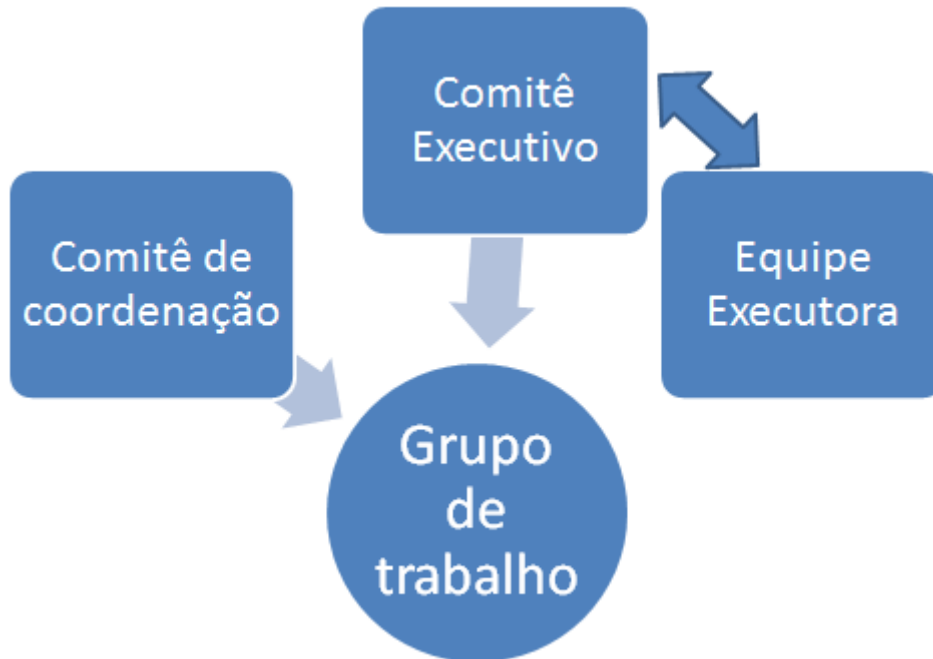 Comitê
Executivo
Comitê de
coordenação
Equipe
Executora
Grupo
de
trabalho